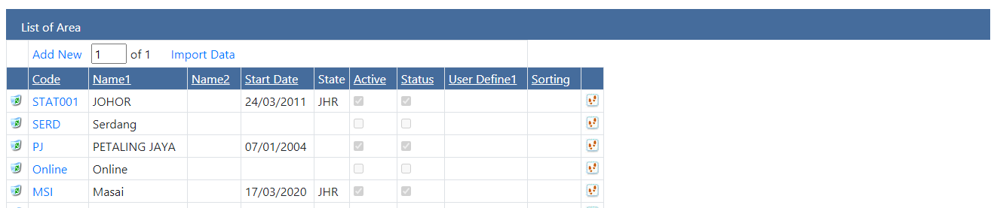 List of Area
Add New 1 of 1 Import Data
Code Name1 Name2 Start Date State Active Status User Define1 Sorting
STAT001 JOHOR 24/03/2011 JHR
SERD Serdang
PJ PETALING JAYA 07/01/2004
Online Online
MSI Masai 17/03/2020 JHR